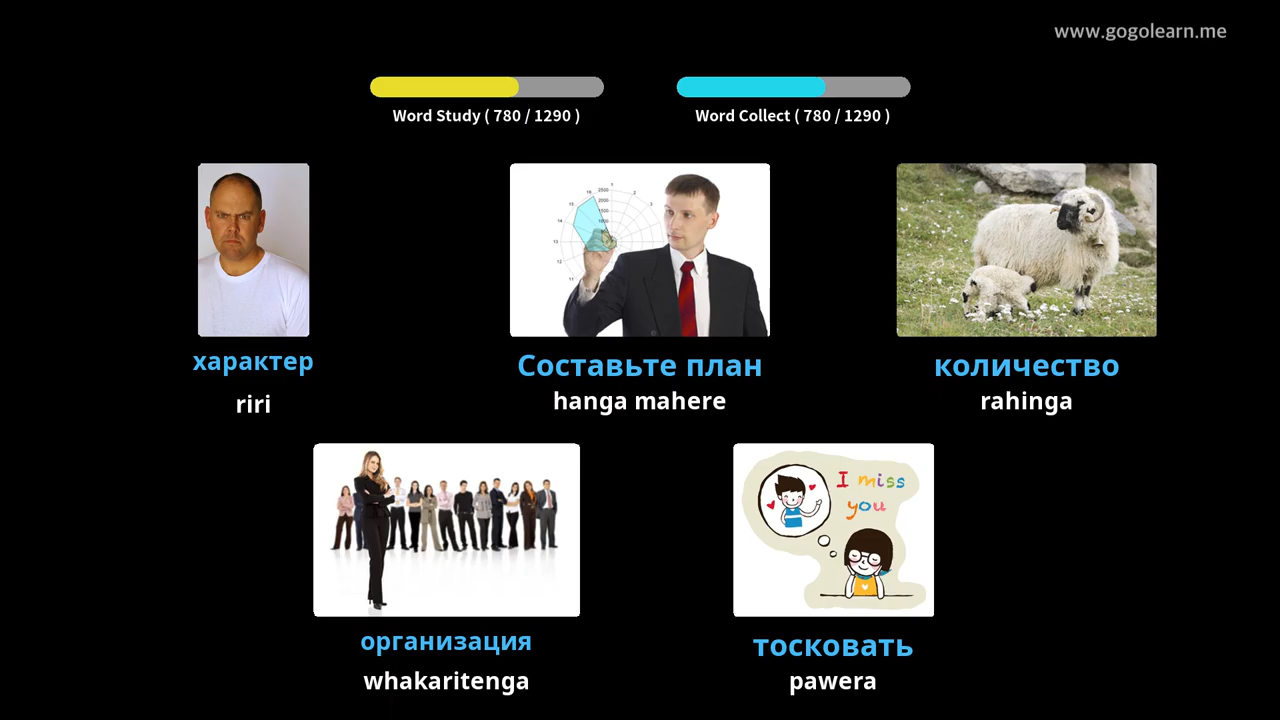 www.gogolearn.me
Word Study ( 780 / 1290 )
Word Collect ( 780 / 1290 )
характер
riri
Составьте план
hanga mahere
количество
rahinga
I miss
you
организация
whakaritenga
тосковать
pawera